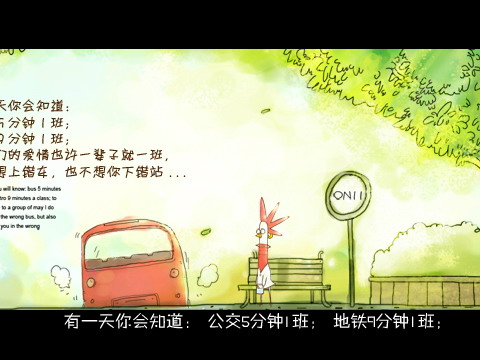 天你会知道：
5分钟1班；
9分钟1班；
们的爱情也许一辈子就一班，
想上错车，也不想你下错站...
u will know: bus 5 minutes
tro 9 minutes a class; to
to a group of may I do
the wrong bus, but also
you in the wrong
ON11
有一天你会知道： 公交5分钟1班； 地铁9分钟1班；